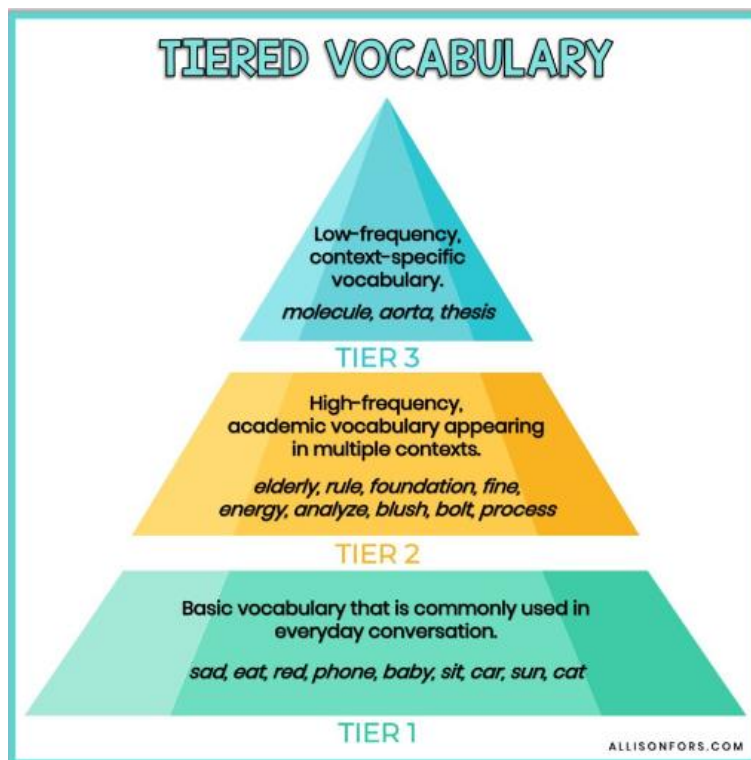 TIERED VOCABULARY
Low-frequency,
context-specific
vocabulary.
molecule, aorta, thesis
TIER 3
High-frequency,
academic vocabulary appearing
in multiple contexts.
elderly, rule, foundation, fine,
energy, analyze, blush, bolt, process
TIER 2
Basic vocabulary that is commonly used in
everyday conversation.
sad, eat, red, phone, baby, sit, car, sun, cat
TIER 1
ALLISONFORS.COM